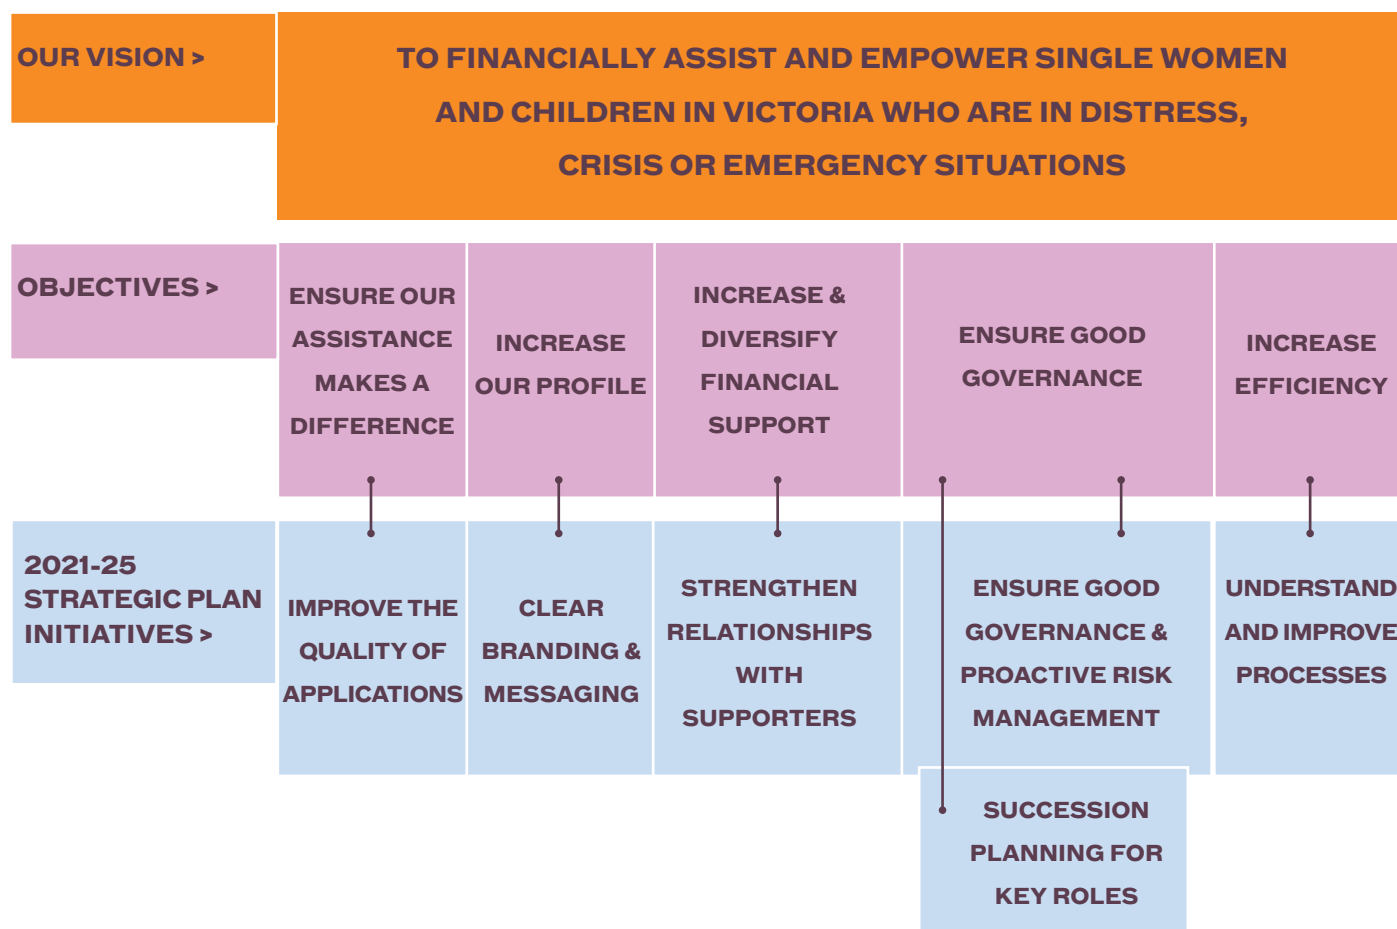 OUR VISION >
TO FINANCIALLY ASSIST AND EMPOWER SINGLE WOMEN
AND CHILDREN IN VICTORIA WHO ARE IN DISTRESS,
CRISIS OR EMERGENCY SITUATIONS
OBJECTIVES >
ENSURE OUR
ASSISTANCE
MAKES A
DIFFERENCE
INCREASE
OUR PROFILE
INCREASE &
DIVERSIFY
FINANCIAL
SUPPORT
ENSURE GOOD
GOVERNANCE
INCREASE
EFFICIENCY
2021-25
STRATEGIC PLAN
INITIATIVES >
IMPROVE THE
QUALITY OF
APPLICATIONS
CLEAR
BRANDING &
MESSAGING
STRENGTHEN
RELATIONSHIPS
WITH
SUPPORTERS
ENSURE GOOD
GOVERNANCE &
PROACTIVE RISK
MANAGEMENT
UNDERSTAND
AND IMPROVE
PROCESSES
SUCCESSION
PLANNING FOR
KEY ROLES